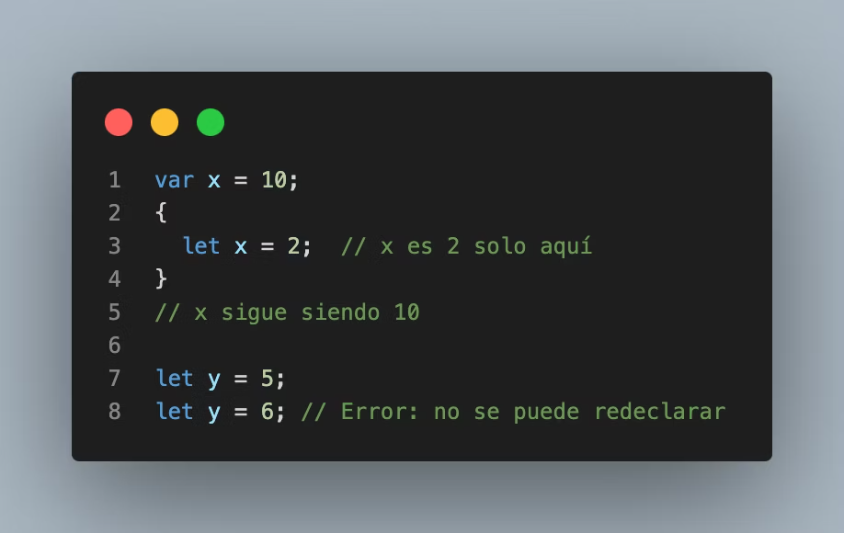 1 var x = 10;
2 {
3 let x = 2; // x es 2 solo aquí
4 }
5 // x sigue siendo 10
6
7 let y = 5;
8 let y = 6; // Error: no se puede redeclarar